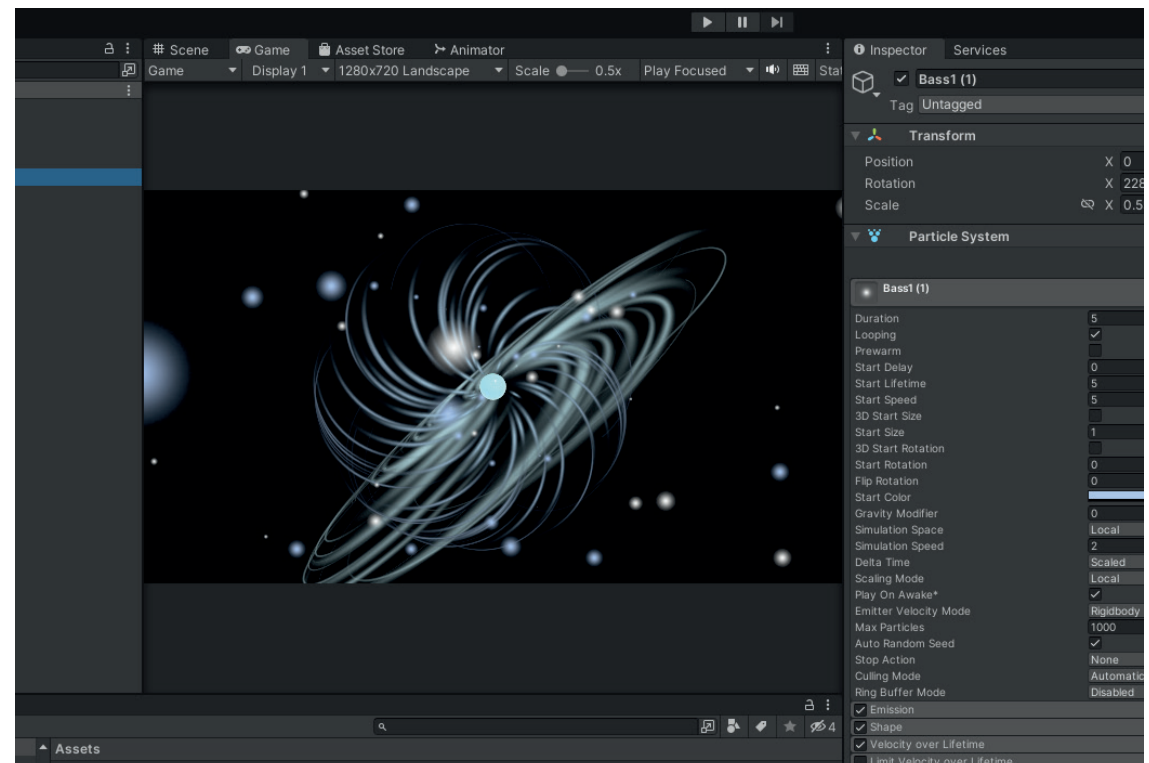 # Scene Game Asset Store Animator
Game Display 1 1280x720 Landscape Scale 0.5x Play Focused
Inspector Services
Bass1 (1)
Tag Untagged
Transform
Position X 0
Rotation X 228
Scale X 0.5
Particle System
Bass1 (1)
Duration 5
Looping
Prewarm
Start Delay 0
Start Lifetime 5
Start Speed 5
3D Start Size
Start Size 1
3D Start Rotation
Start Rotation 0
Flip Rotation 0
Start Color
Gravity Modifier 0
Simulation Space Local
Simulation Speed 2
Delta Time Scaled
Scaling Mode Local
Play On Awake*
Emitter Velocity Mode Rigidbody
Max Particles 1000
Auto Random Seed
Stop Action None
Culling Mode Automatic
Ring Buffer Mode Disabled
Emission
Shape
Velocity over Lifetime
Limit Velocity over Lifetime
4
Assets